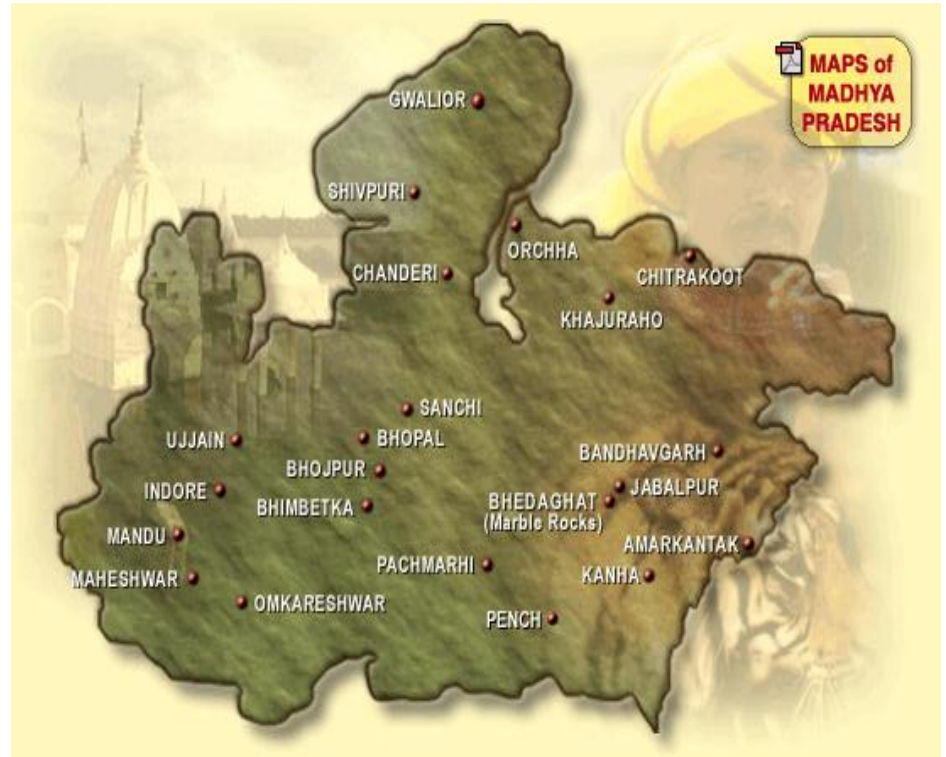 MAPS of
MADHYA
PRADESH
GWALIOR
SHIVPURI
ORCHHA
CHANDERI
CHITRAKOOT
KHAJURAHO
SANCHI
UJJAIN
BHOPAL
BANDHAVGARH
BHOJPUR
INDORE
JABALPUR
BHIMBETKA
BHEDAGHAT
(Marble Rocks)
MANDU
AMARKANTAK
PACHMARHI
KANHA
MAHESHWAR
OMKARESHWAR
PENCH